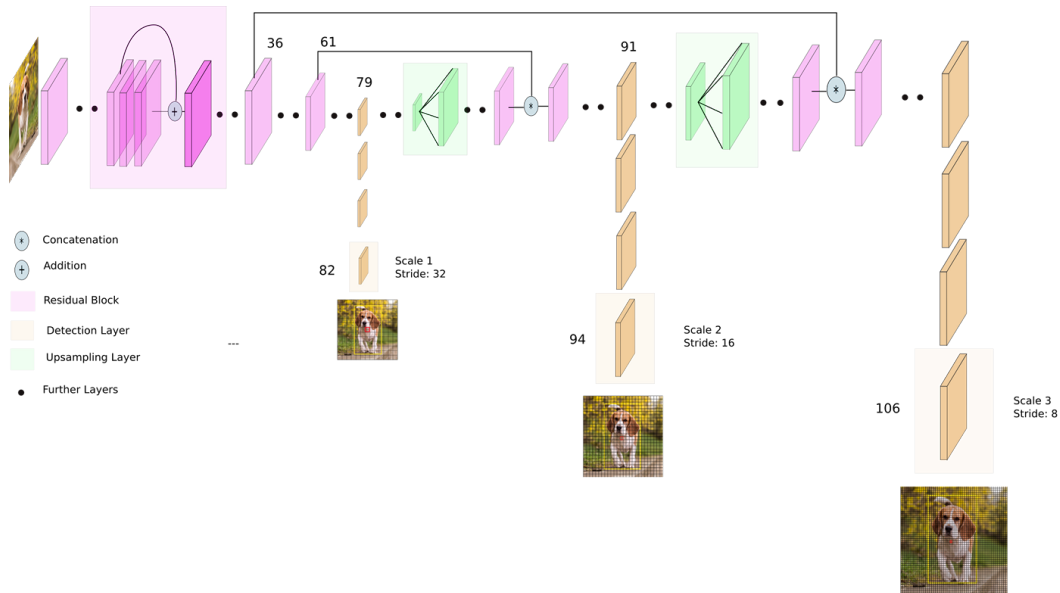 36
61
91
79
*
*
+
* Concatenation
+ Addition
82
Scale 1
Stride: 32
Residual Block
Detection Layer
94
Scale 2
Stride: 16
---
Upsampling Layer
Further Layers
106
Scale 3
Stride: 8